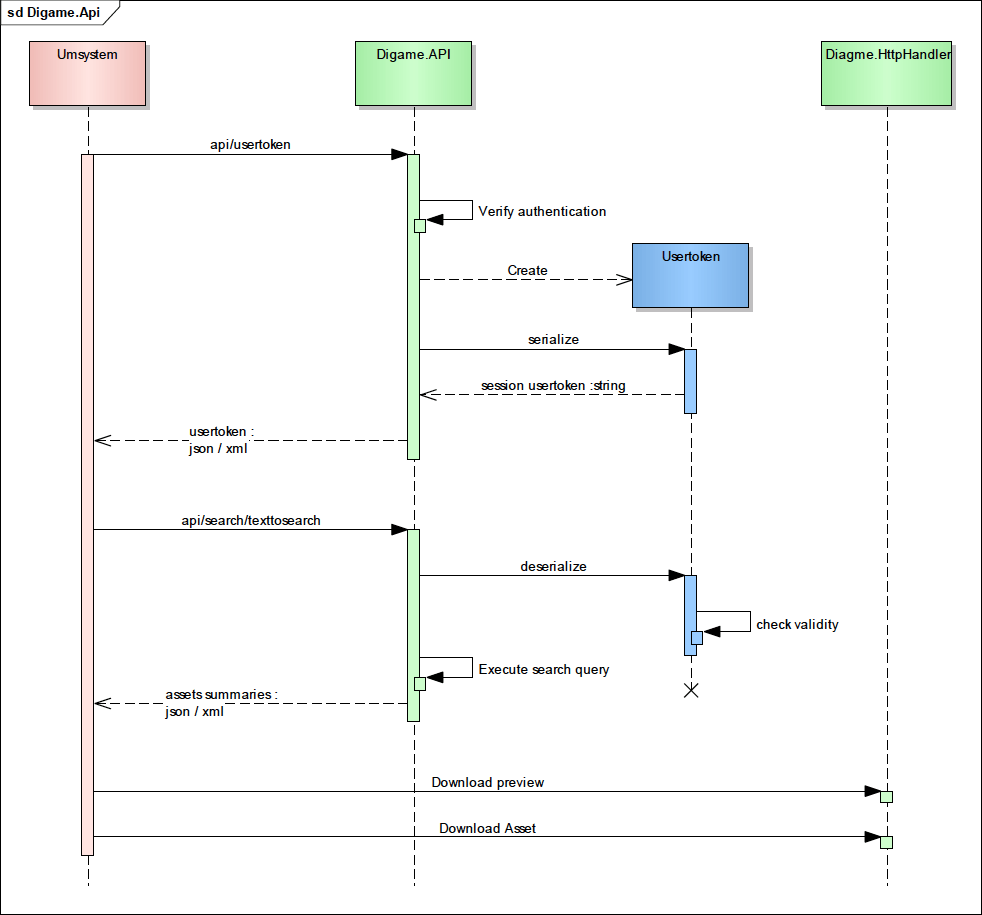 sd Digame.Api
Umsystem
Digame.API
Diagme.HttpHandler
api/usertoken
Verify authentication
Usertoken
Create
serialize
session usertoken :string
usertoken :
json / xml
api/search/texttosearch
deserialize
check validity
Execute search query
assets summaries :
json / xml
Download preview
Download Asset